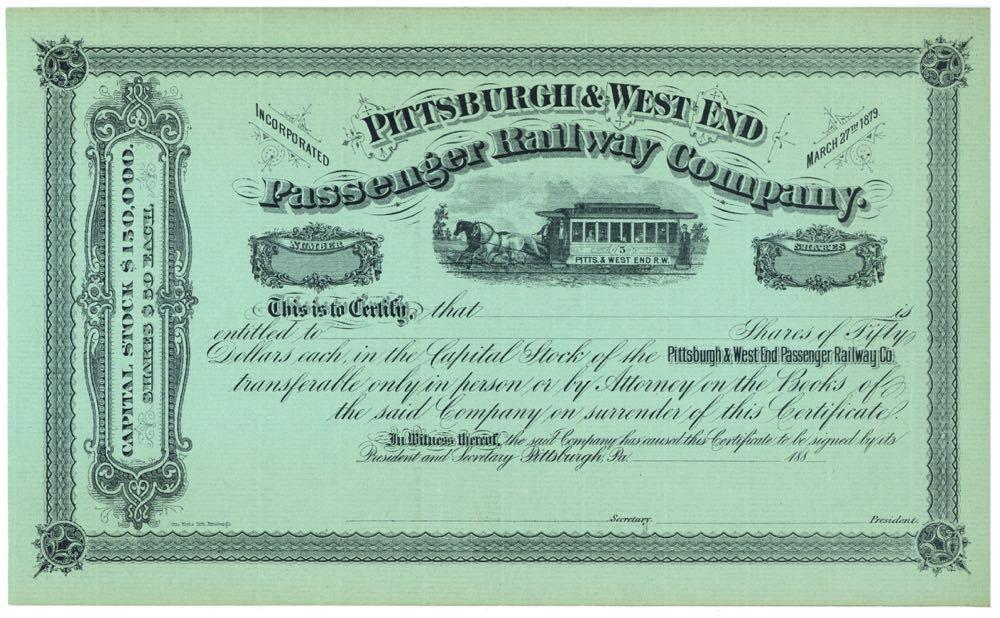 INCORPORATED
PITTSBURGH & WEST END
MARCH 27TH 1879.
Passenger Railway Company.
NUMBER
SHARES
5
PITTS. & WEST END R.W.
CAPITAL STOCK $150,000.
SHARES $50 EACH.
This is to Certify, that is
entitled to Shares of Fifty
Dollars each, in the Capital Stock of the Pittsburgh & West End Passenger Railway Co.
transferable only in person or by Attorney on the Books of
the said Company on surrender of this Certificate.
In Witness thereof, the said Company has caused this Certificate to be signed by its
President and Secretary Pittsburgh, Pa. 188
Secretary.
President.